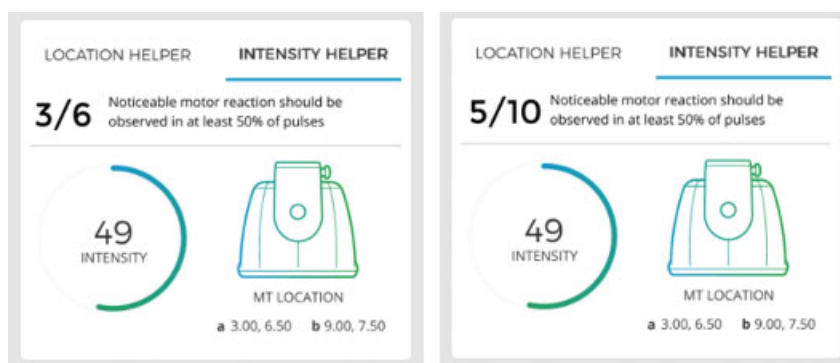 LOCATION HELPER INTENSITY HELPER
3/6 Noticeable motor reaction should be
observed in at least 50% of pulses
49
INTENSITY
MT LOCATION
a 3.00, 6.50 b 9.00, 7.50
LOCATION HELPER INTENSITY HELPER
5/10 Noticeable motor reaction should be
observed in at least 50% of pulses
49
INTENSITY
MT LOCATION
a 3.00, 6.50 b 9.00, 7.50